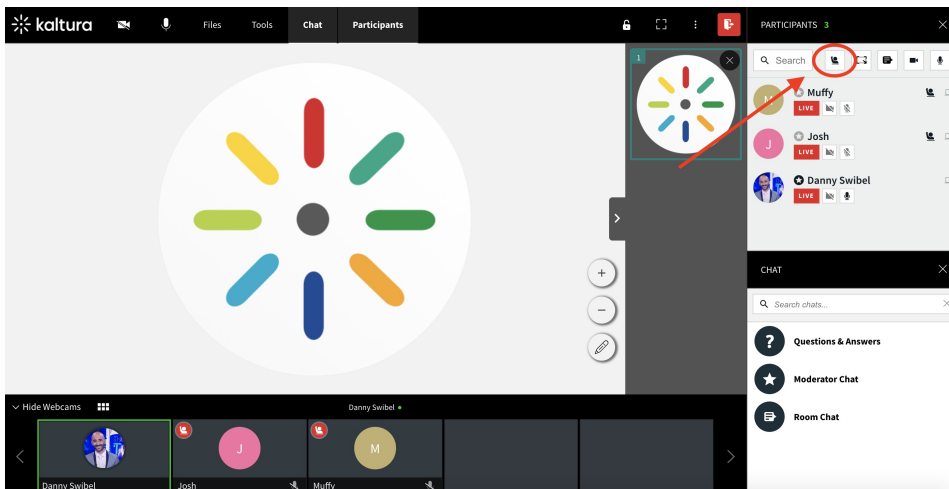 kaltura Files Tools Chat Participants
PARTICIPANTS 3
Search
1
M Muffy
LIVE
J Josh
LIVE
Danny Swibel
LIVE
CHAT
Search chats...
? Questions & Answers
Moderator Chat
Room Chat
Hide Webcams
Danny Swibel
J
M
Danny Swibel
Josh
Muffy